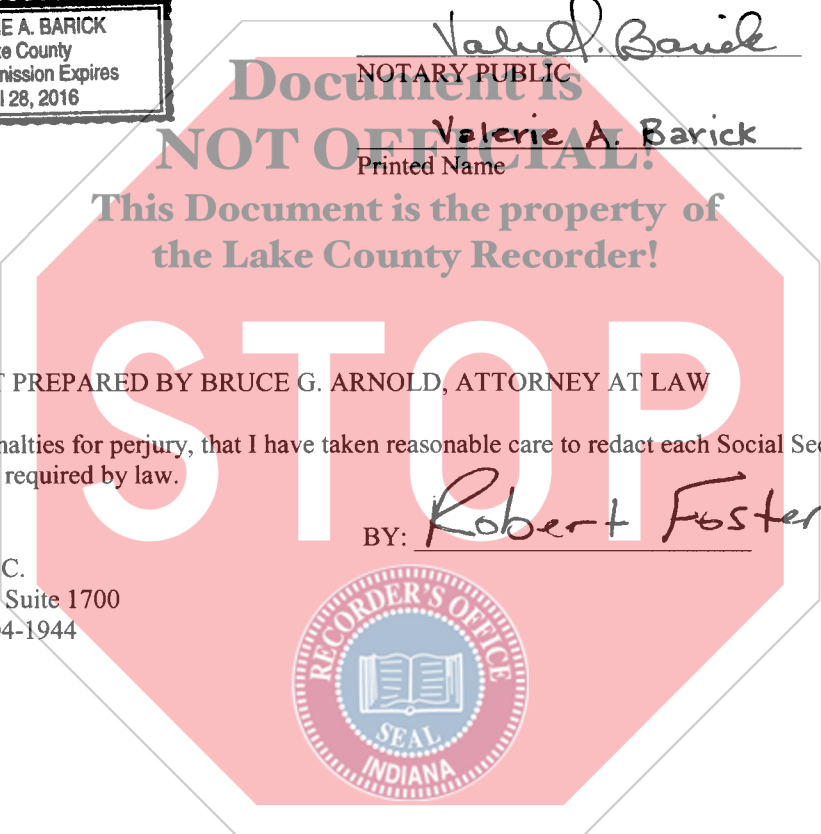 E A. BARICK
e County
mission Expires
l 28, 2016
Valerie A. Barick
NOTARY PUBLIC
Document is
NOT OFFICIAL!
Valerie A. Barick
Printed Name
This Document is the property of
the Lake County Recorder!
STOP
T PREPARED BY BRUCE G. ARNOLD, ATTORNEY AT LAW
nalties for perjury, that I have taken reasonable care to redact each Social Sec
required by law.
BY: Robert Foster
C.
Suite 1700
04-1944
RECORDER'S OFFICE
SEAL
INDIANA